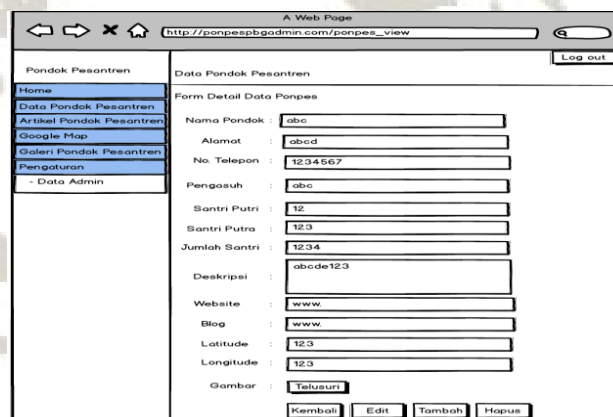 A Web Page
http://ponpespbgadmin.com/ponpes_view
Log out
Pondok Pesantren
Home
Data Pondok Pesantren
Artikel Pondok Pesantren
Google Map
Galeri Pondok Pesantren
Pengaturan
- Data Admin
Data Pondok Pesantren
Form Detail Data Ponpes
Nama Pondok : abc
Alamat : abcd
No. Telepon : 1234567
Pengasuh : abc
Santri Putri : 12
Santri Putra : 123
Jumlah Santri : 1234
Deskripsi : abcde123
Website : www.
Blog : www.
Latitude : 123
Longitude : 123
Gambar : Telusuri
Kembali Edit Tambah Hapus